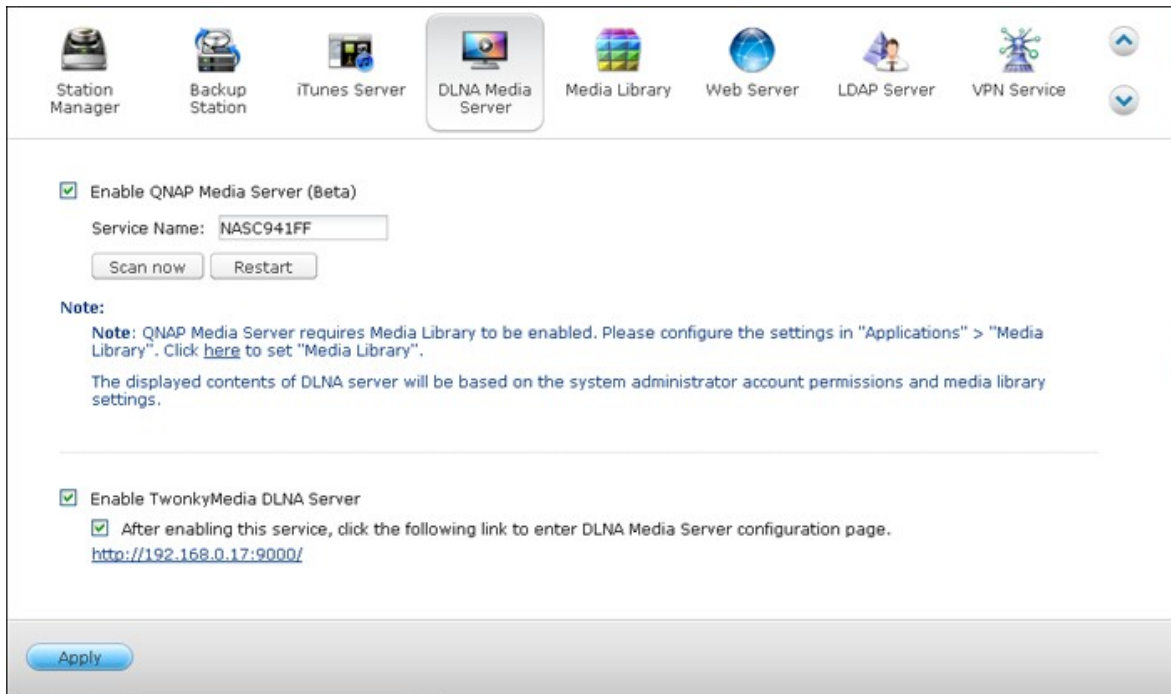 Station Manager
Backup Station
iTunes Server
DLNA Media Server
Media Library
Web Server
LDAP Server
VPN Service
Enable QNAP Media Server (Beta)
Service Name: NASC941FF
Scan now Restart
Note:
Note: QNAP Media Server requires Media Library to be enabled. Please configure the settings in "Applications" > "Media
Library". Click here to set "Media Library".
The displayed contents of DLNA server will be based on the system administrator account permissions and media library
settings.
Enable TwonkyMedia DLNA Server
After enabling this service, click the following link to enter DLNA Media Server configuration page.
http://192.168.0.17:9000/
Apply